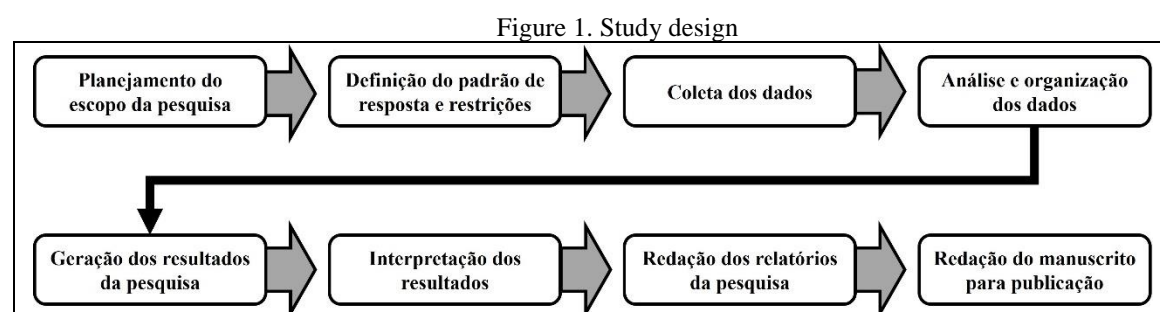 Figure 1. Study design
Planejamento do
escopo da pesquisa
Definição do padrão de
resposta e restrições
Coleta dos dados
Análise e organização
dos dados
Geração dos resultados
da pesquisa
Interpretação dos
resultados
Redação dos relatórios
da pesquisa
Redação do manuscrito
para publicação